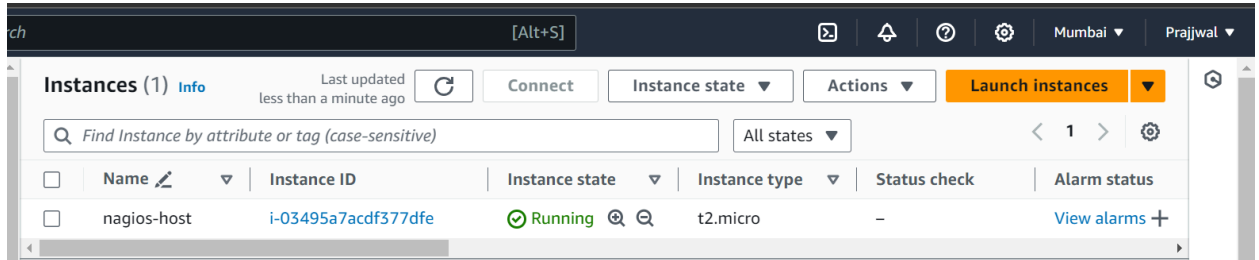 rch [Alt+S] Mumbai Prajjwal
Instances (1) Info Last updated less than a minute ago Connect Instance state Actions Launch instances
Find Instance by attribute or tag (case-sensitive) All states 1
Name Instance ID Instance state Instance type Status check Alarm status
nagios-host i-03495a7acdf377dfe Running t2.micro – View alarms +